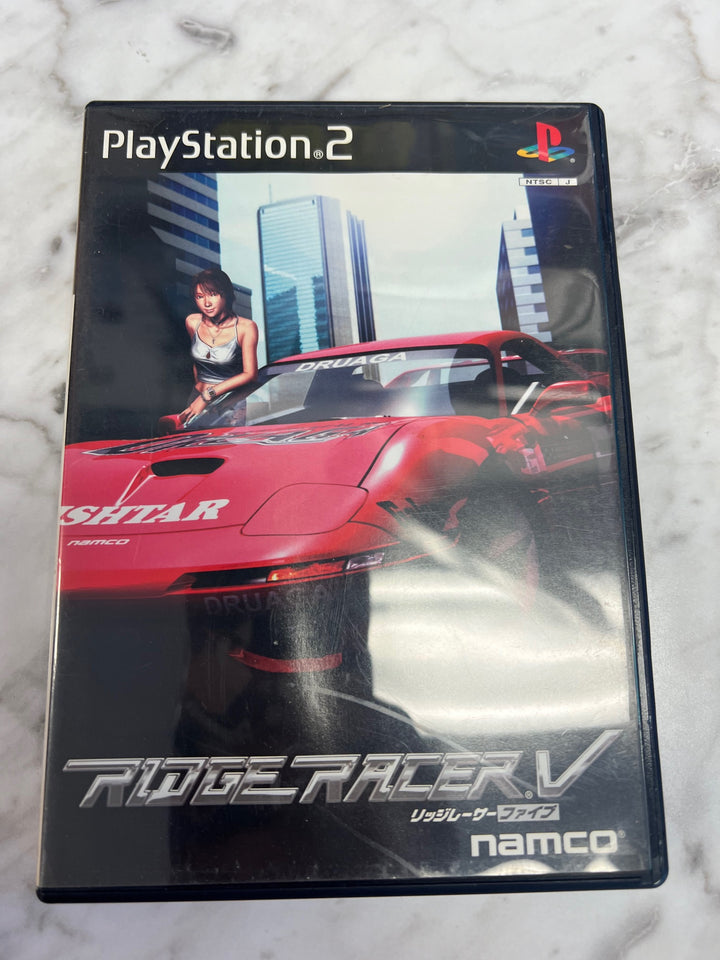 PlayStation®2
NTSC J
DRUAGA
ISHTAR
namco
DRUAGA
RIDGE RACER® V
リッジレーサーファイブ
namco®